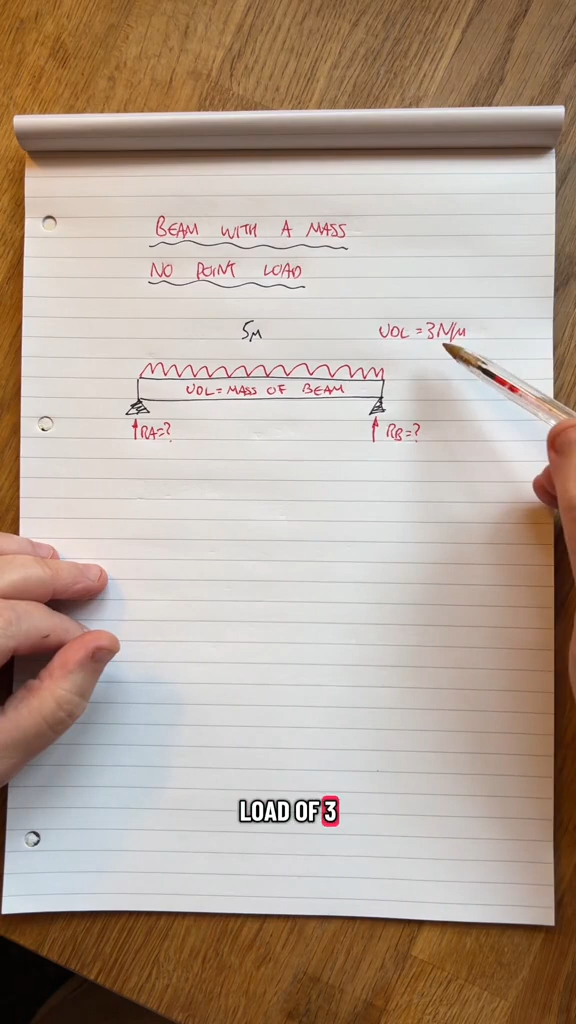 BEAM WITH A MASS
NO POINT LOAD
5M
UDL = 3N/M
UDL = MASS OF BEAM
RA=?
RB=?
LOAD OF 3